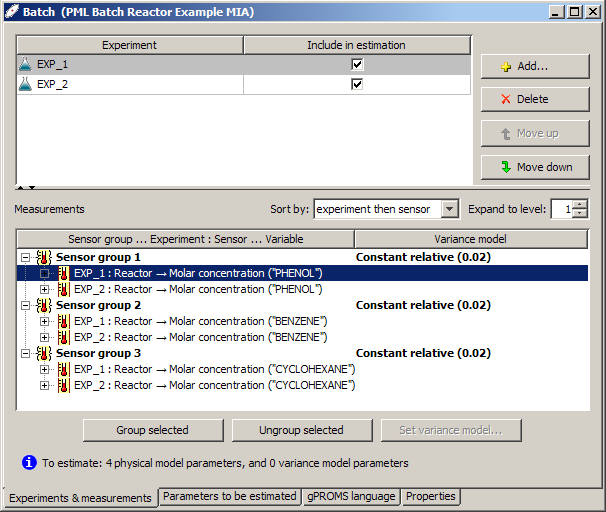 Batch (PML Batch Reactor Example MIA)
Experiment Include in estimation
EXP_1
EXP_2
Add...
Delete
Move up
Move down
Measurements Sort by: experiment then sensor Expand to level: 1
Sensor group ... Experiment : Sensor ... Variable Variance model
Sensor group 1 Constant relative (0.02)
EXP_1 : Reactor → Molar concentration ("PHENOL")
EXP_2 : Reactor → Molar concentration ("PHENOL")
Sensor group 2 Constant relative (0.02)
EXP_1 : Reactor → Molar concentration ("BENZENE")
EXP_2 : Reactor → Molar concentration ("BENZENE")
Sensor group 3 Constant relative (0.02)
EXP_1 : Reactor → Molar concentration ("CYCLOHEXANE")
EXP_2 : Reactor → Molar concentration ("CYCLOHEXANE")
Group selected Ungroup selected Set variance model...
To estimate: 4 physical model parameters, and 0 variance model parameters
Experiments & measurements Parameters to be estimated gPROMS language Properties